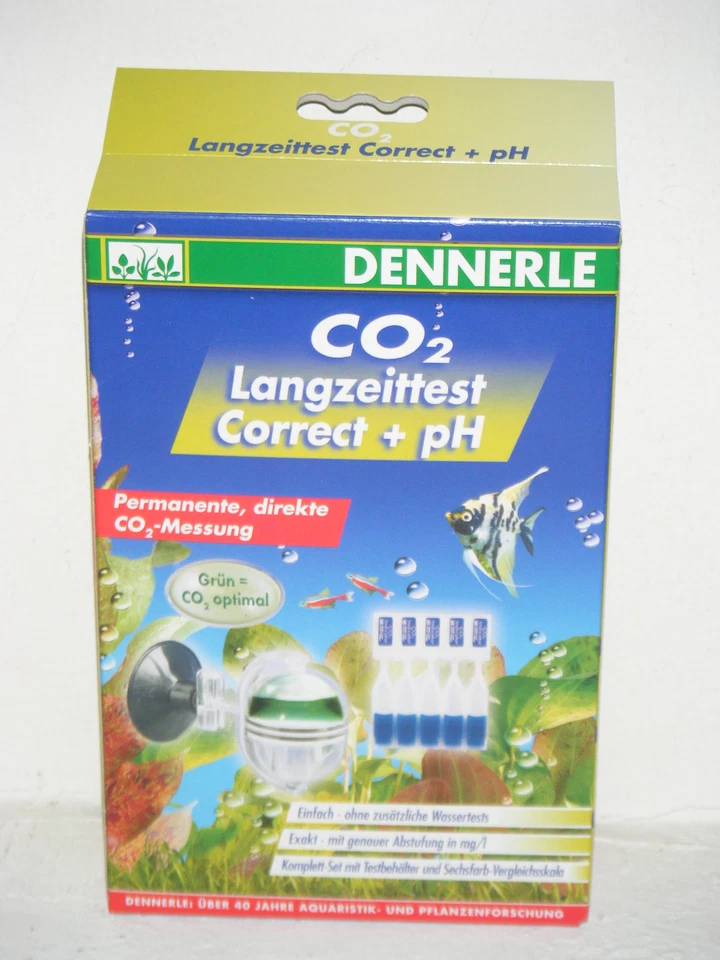 CO2
Langzeittest Correct + pH
DENNERLE
CO2
Langzeittest
Correct + pH
Permanente, direkte
CO2-Messung
Grün =
CO2 optimal
Einfach - ohne zusätzliche Wassertests
Exakt - mit genauer Abstufung in mg/l
Komplett-Set mit Testbehälter und Sechsfarb-Vergleichsskala
DENNERLE: ÜBER 40 JAHRE AQUARISTIK- UND PFLANZENFORSCHUNG